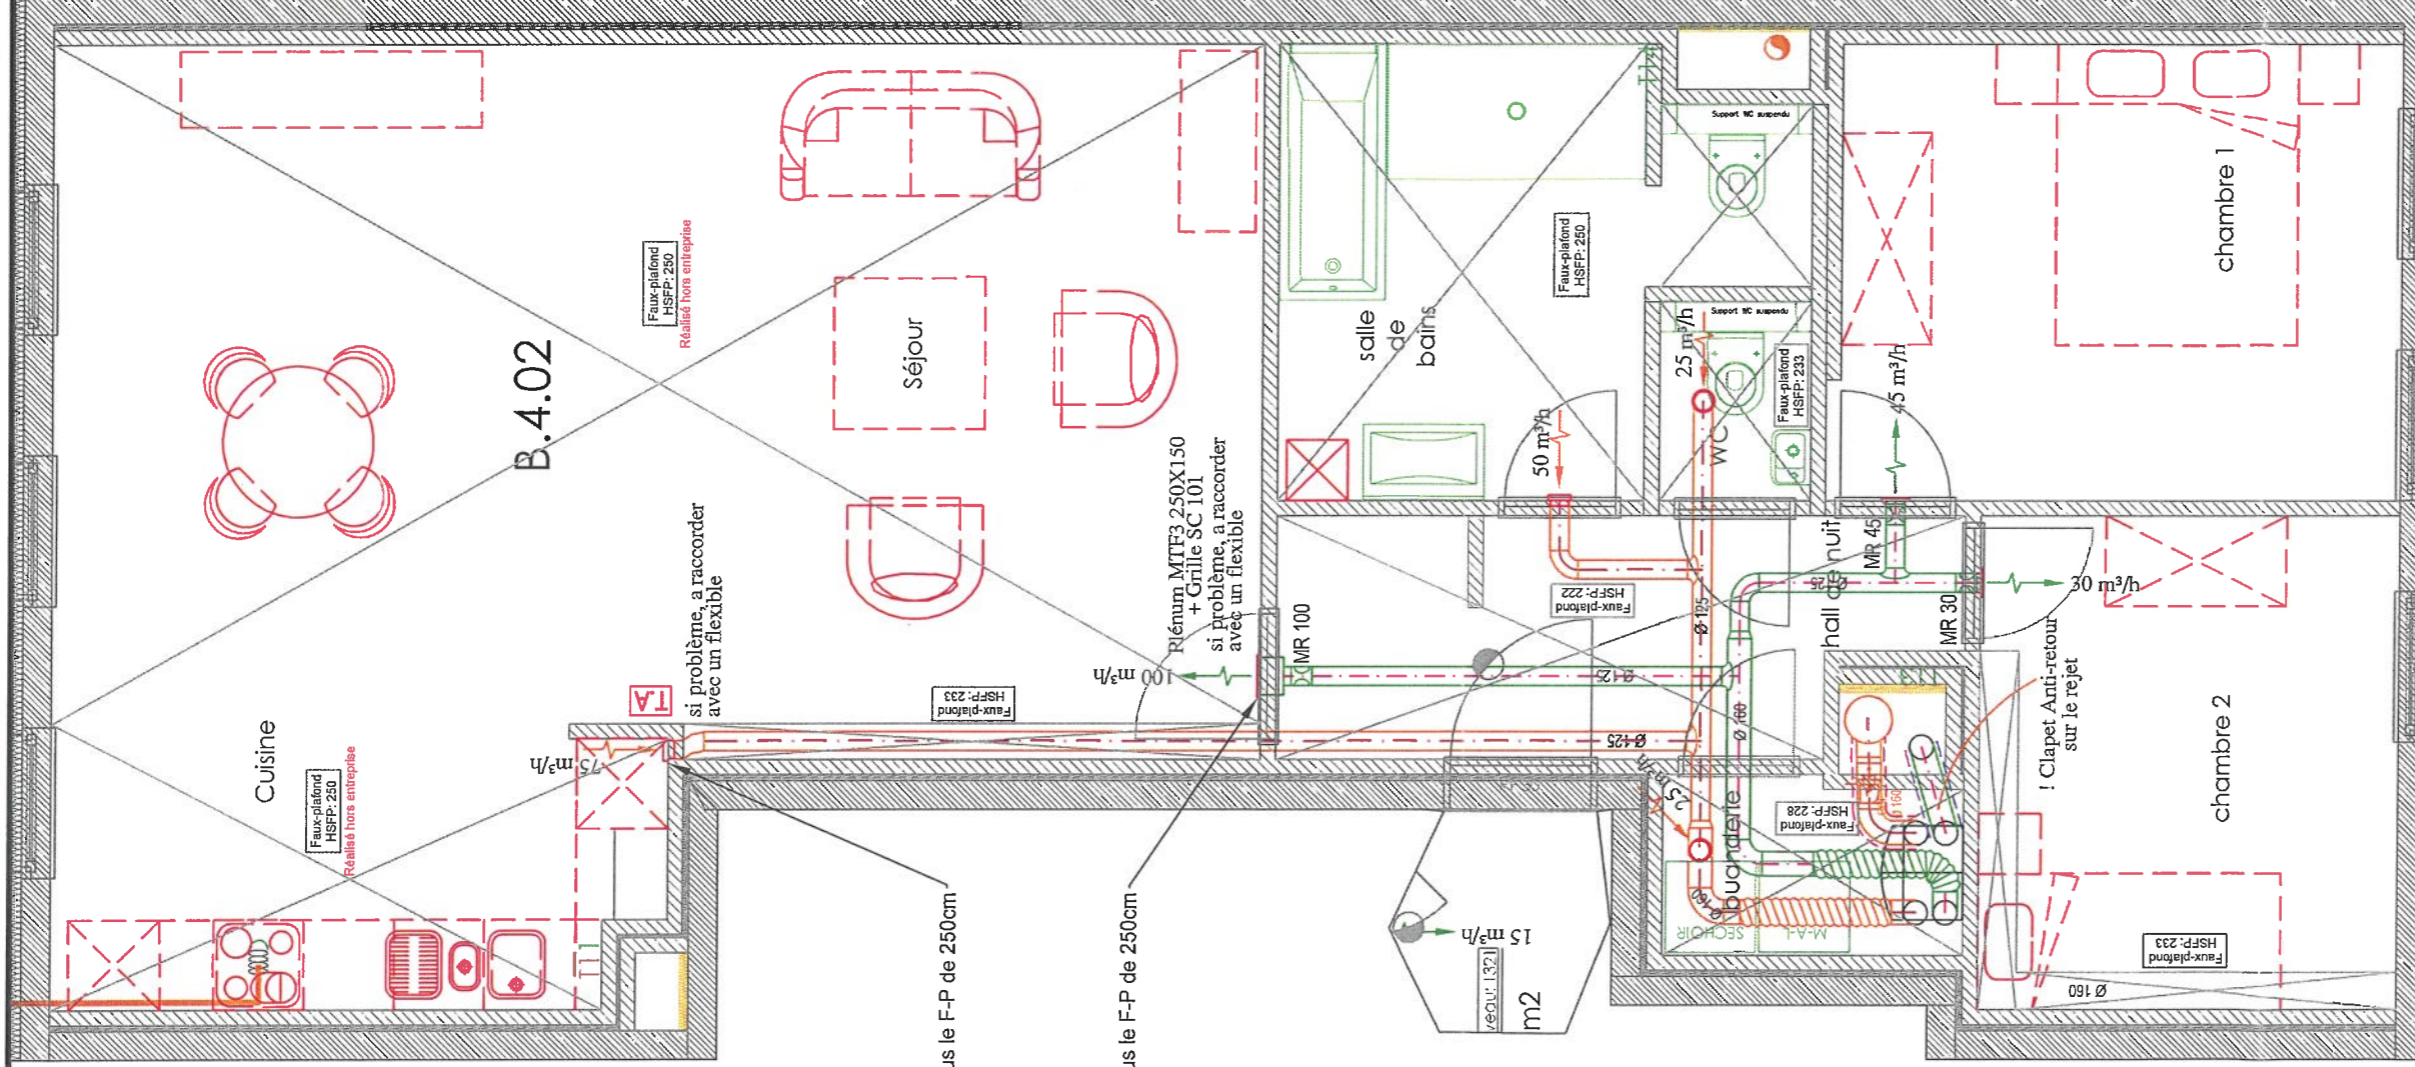 B.4.02
Cuisine
Faux-plafond
HSFP: 250
Réalisé hors entreprise
Faux-plafond
HSFP: 250
Réalisé hors entreprise
Séjour
T.A
si problème, a raccorder
avec un flexible
75 m³/h
Faux-plafond
HSFP: 233
100 m³/h
Plénum MTF3 250X150
+ Grille SC 101
si problème, a raccorder
avec un flexible
MR 100
us le F-P de 250cm
us le F-P de 250cm
salle
de
bains
Faux-plafond
HSFP: 250
50 m³/h
Support WC suspendu
Support WC suspendu
25 m³/h
Faux-plafond
HSFP: 233
WC
Faux-plafond
HSFP: 222
Ø 125
Ø 125
Ø 125
Ø 125
Ø 160
hall de nuit
MR 45
45 m³/h
MR 30
30 m³/h
25 m³/h
buanderie
Faux-plafond
HSFP: 228
Ø 160
Ø 160
SECHOIR
M-A-L
15 m³/h
m2
! Clapet Anti-retour
sur le rejet
chambre 1
chambre 2
Faux-plafond
HSFP: 233
Ø 160